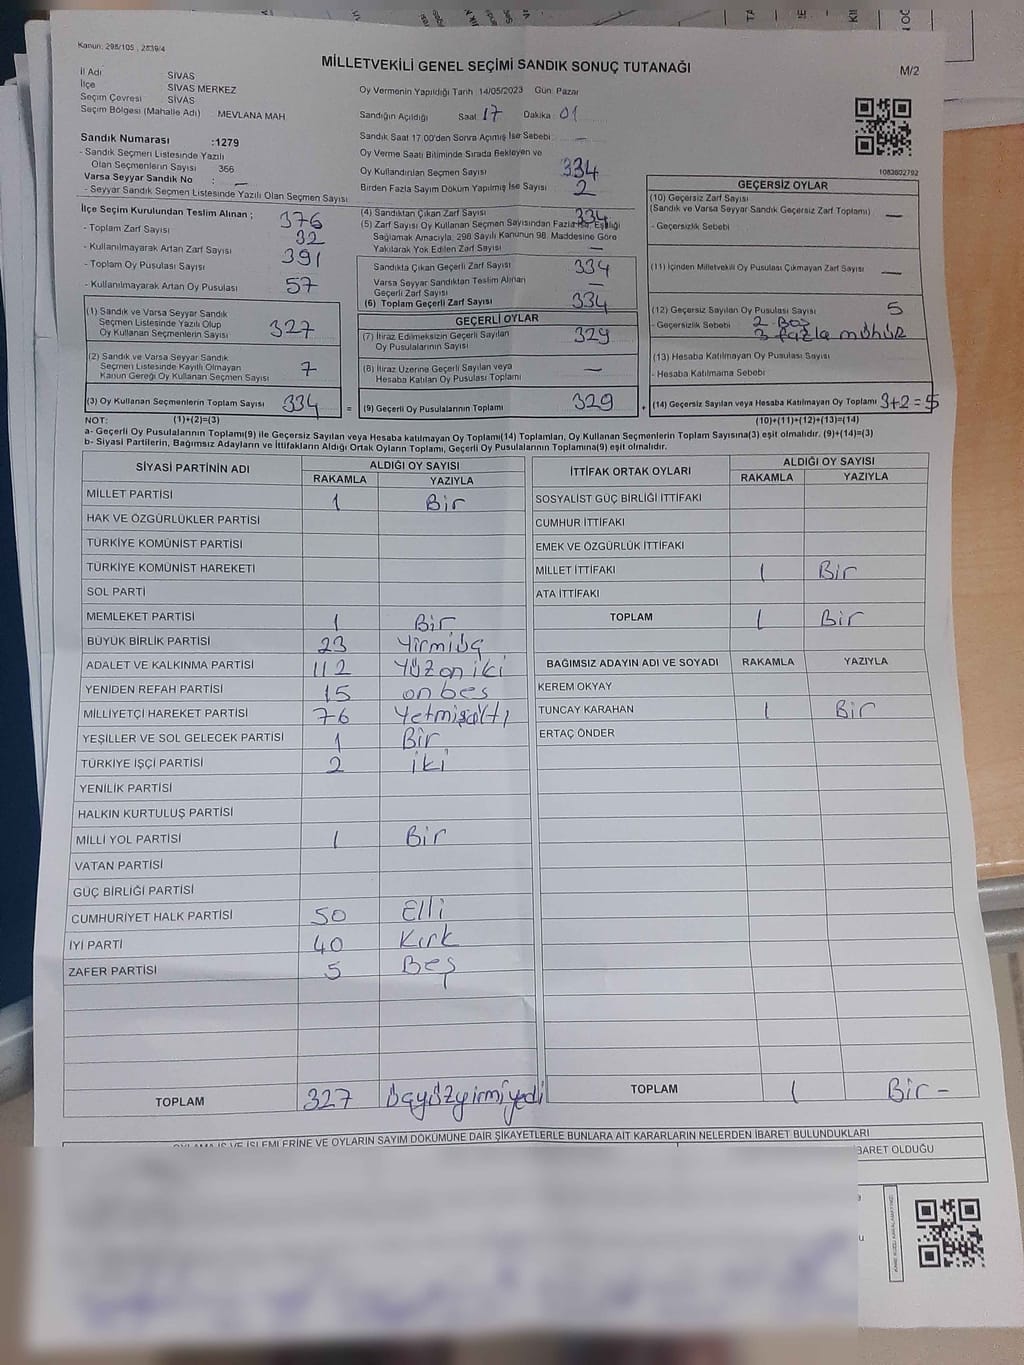 Kanun: 298/105 , 2839/4
MİLLETVEKİLİ GENEL SEÇİMİ SANDIK SONUÇ TUTANAĞI
M/2
İl Adı SİVAS
İlçe SİVAS MERKEZ
Seçim Çevresi SİVAS
Seçim Bölgesi (Mahalle Adı) MEVLANA MAH
Sandık Numarası :1279
- Sandık Seçmen Listesinde Yazılı
Olan Seçmenlerin Sayısı 366
Varsa Seyyar Sandık No : —
- Seyyar Sandık Seçmen Listesinde Yazılı Olan Seçmen Sayısı
Oy Vermenin Yapıldığı Tarih 14/05/2023 Gün: Pazar
Sandığın Açıldığı Saat 17 Dakika : 01
Sandık Saat 17:00'den Sonra Açımış İse Sebebi : —
Oy Verme Saati Bitiminde Sırada Bekleyen ve
Oy Kullandırılan Seçmen Sayısı 334
Birden Fazla Sayım Döküm Yapılmış İse Sayısı 2
1083602792
İlçe Seçim Kurulundan Teslim Alınan ;
- Toplam Zarf Sayısı 376
- Kullanılmayarak Artan Zarf Sayısı 32
- Toplam Oy Pusulası Sayısı 391
- Kullanılmayarak Artan Oy Pusulası 57
(4) Sandıktan Çıkan Zarf Sayısı 334
(5) Zarf Sayısı Oy Kullanan Seçmen Sayısından Fazla İse, Eşitliği
Sağlamak Amacıyla, 298 Sayılı Kanunun 98. Maddesine Göre
Yakılarak Yok Edilen Zarf Sayısı —
Sandıkta Çıkan Geçerli Zarf Sayısı 334
Varsa Seyyar Sandıktan Teslim Alınan
Geçerli Zarf Sayısı —
(6) Toplam Geçerli Zarf Sayısı 334
GEÇERSİZ OYLAR
(10) Geçersiz Zarf Sayısı
(Sandık ve Varsa Seyyar Sandık Geçersiz Zarf Toplamı) —
- Geçersizlik Sebebi
(11) İçinden Milletvekili Oy Pusulası Çıkmayan Zarf Sayısı —
(12) Geçersiz Sayılan Oy Pusulası Sayısı 5
- Geçersizlik Sebebi : 2 Boş
3 fazla mühür
(13) Hesaba Katılmayan Oy Pusulası Sayısı
- Hesaba Katılmama Sebebi
(14) Geçersiz Sayılan veya Hesaba Katılmayan Oy Toplamı 3+2=5
(10)+(11)+(12)+(13)=(14)
(1) Sandık ve Varsa Seyyar Sandık
Seçmen Listesinde Yazılı Olup
Oy Kullanan Seçmenlerin Sayısı 327
(2) Sandık ve Varsa Seyyar Sandık
Seçmen Listesinde Kayıtlı Olmayan
Kanun Gereği Oy Kullanan Seçmen Sayısı 7
(3) Oy Kullanan Seçmenlerin Toplam Sayısı 334 =
GEÇERLİ OYLAR
(7) İtiraz Edilmeksizin Geçerli Sayılan
Oy Pusulalarının Sayısı 329
(8) İtiraz Üzerine Geçerli Sayılan veya
Hesaba Katılan Oy Pusulası Toplamı —
(9) Geçerli Oy Pusulalarının Toplamı 329 +
NOT: (1)+(2)=(3)
a- Geçerli Oy Pusulalarının Toplamı(9) ile Geçersiz Sayılan veya Hesaba katılmayan Oy Toplamı(14) Toplamları, Oy Kullanan Seçmenlerin Toplam Sayısına(3) eşit olmalıdır. (9)+(14)=(3)
b- Siyasi Partilerin, Bağımsız Adayların ve İttifakların Aldığı Ortak Oyların Toplamı, Geçerli Oy Pusulalarının Toplamına(9) eşit olmalıdır.
SİYASİ PARTİNİN ADI ALDIĞI OY SAYISI
RAKAMLA YAZIYLA
MİLLET PARTİSİ 1 Bir
HAK VE ÖZGÜRLÜKLER PARTİSİ
TÜRKİYE KOMÜNİST PARTİSİ
TÜRKİYE KOMÜNİST HAREKETİ
SOL PARTİ
MEMLEKET PARTİSİ 1 Bir
BÜYÜK BİRLİK PARTİSİ 23 Yirmiüç
ADALET VE KALKINMA PARTİSİ 112 Yüzoniki
YENİDEN REFAH PARTİSİ 15 onbeş
MİLLİYETÇİ HAREKET PARTİSİ 76 Yetmişaltı
YEŞİLLER VE SOL GELECEK PARTİSİ 1 Bir
TÜRKİYE İŞÇİ PARTİSİ 2 iki
YENİLİK PARTİSİ
HALKIN KURTULUŞ PARTİSİ
MİLLİ YOL PARTİSİ 1 Bir
VATAN PARTİSİ
GÜÇ BİRLİĞİ PARTİSİ
CUMHURİYET HALK PARTİSİ 50 Elli
İYİ PARTİ 40 Kırk
ZAFER PARTİSİ 5 Beş
TOPLAM 327 üçyüzyirmiyedi
İTTİFAK ORTAK OYLARI ALDIĞI OY SAYISI
RAKAMLA YAZIYLA
SOSYALİST GÜÇ BİRLİĞİ İTTİFAKI
CUMHUR İTTİFAKI
EMEK VE ÖZGÜRLÜK İTTİFAKI
MİLLET İTTİFAKI 1 Bir
ATA İTTİFAKI
TOPLAM 1 Bir
BAĞIMSIZ ADAYIN ADI VE SOYADI RAKAMLA YAZIYLA
KEREM OKYAY
TUNCAY KARAHAN 1 Bir
ERTAÇ ÖNDER
TOPLAM 1 Bir -
OYLAMA İŞ VE İŞLEMLERİNE VE OYLARIN SAYIM DÖKÜMÜNE DAİR ŞİKAYETLERLE BUNLARA AİT KARARLARIN NELERDEN İBARET BULUNDUKLARI
BARET OLDUĞU